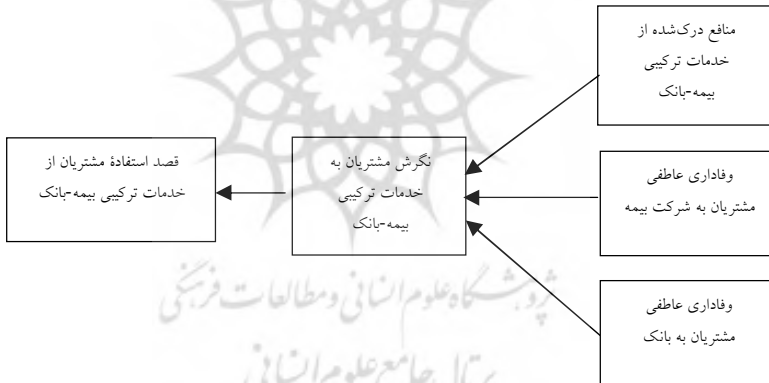 منافع درک‌شده از
خدمات ترکیبی
بیمه-بانک
وفاداری عاطفی
مشتریان به شرکت بیمه
وفاداری عاطفی
مشتریان به بانک
نگرش مشتریان به
خدمات ترکیبی
بیمه-بانک
قصد استفادۀ مشتریان از
خدمات ترکیبی بیمه-بانک
پژوهشگاه علوم انسانی و مطالعات فرهنگی
پرتال جامع علوم انسانی